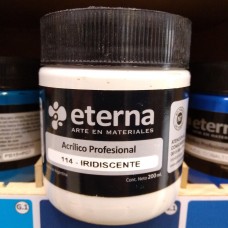 eterna
ARTE EN MATERIALES
Acrílico Profesional
114 - IRIDISCENTE
Cont. Neto 200 ml